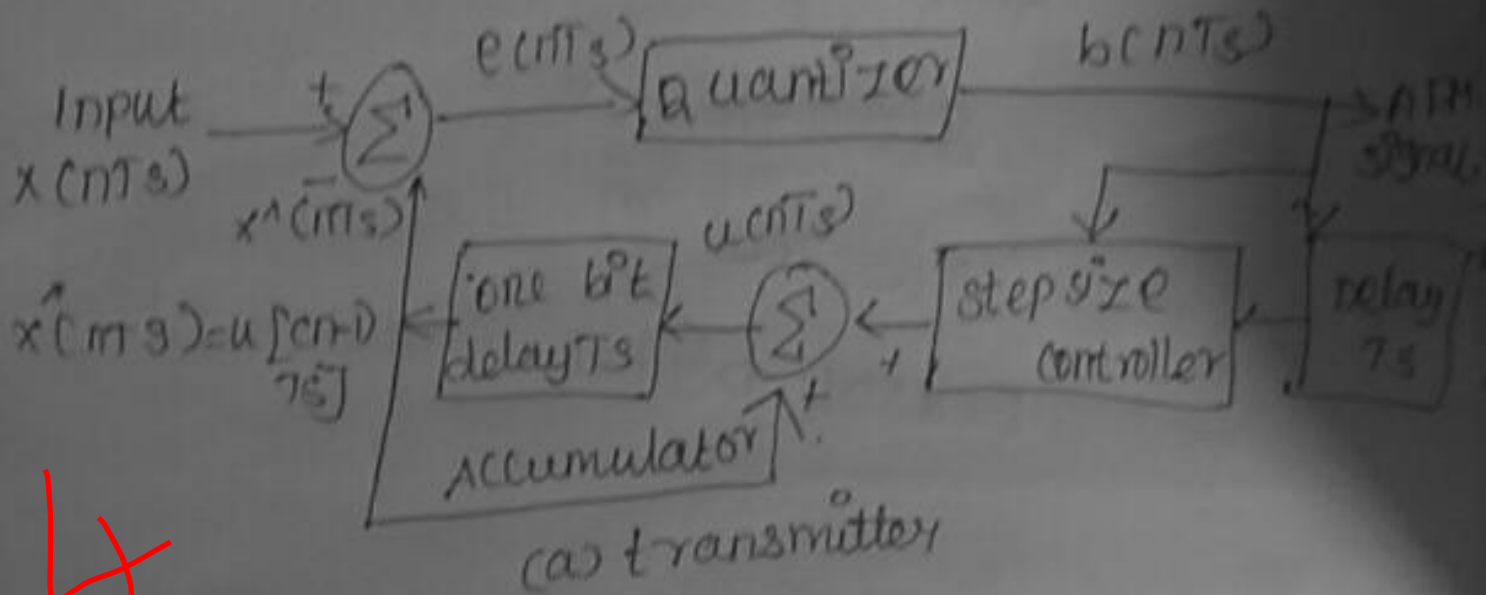 e(nTs)
Quantizer
b(nTs)
Input
x(nTs)
+
Σ
-
x^(nTs)
ADM
signal
u(nTs)
one bit
delay Ts
Σ
+
+
step size
controller
Delay
Ts
x^(nTs)=u[(n-1)
Ts]
Accumulator
(a) transmitter
4